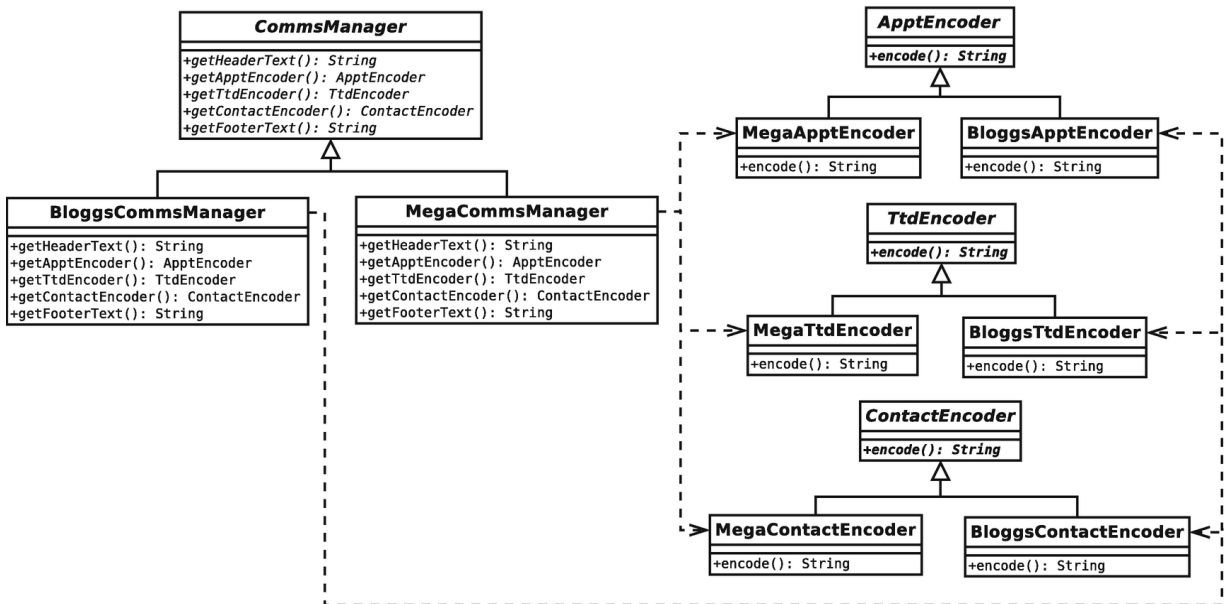 CommsManager
+getHeaderText(): String
+getApptEncoder(): ApptEncoder
+getTtdEncoder(): TtdEncoder
+getContactEncoder(): ContactEncoder
+getFooterText(): String
BloggsCommsManager
+getHeaderText(): String
+getApptEncoder(): ApptEncoder
+getTtdEncoder(): TtdEncoder
+getContactEncoder(): ContactEncoder
+getFooterText(): String
MegaCommsManager
+getHeaderText(): String
+getApptEncoder(): ApptEncoder
+getTtdEncoder(): TtdEncoder
+getContactEncoder(): ContactEncoder
+getFooterText(): String
ApptEncoder
+encode(): String
MegaApptEncoder
+encode(): String
BloggsApptEncoder
+encode(): String
TtdEncoder
+encode(): String
MegaTtdEncoder
+encode(): String
BloggsTtdEncoder
+encode(): String
ContactEncoder
+encode(): String
MegaContactEncoder
+encode(): String
BloggsContactEncoder
+encode(): String